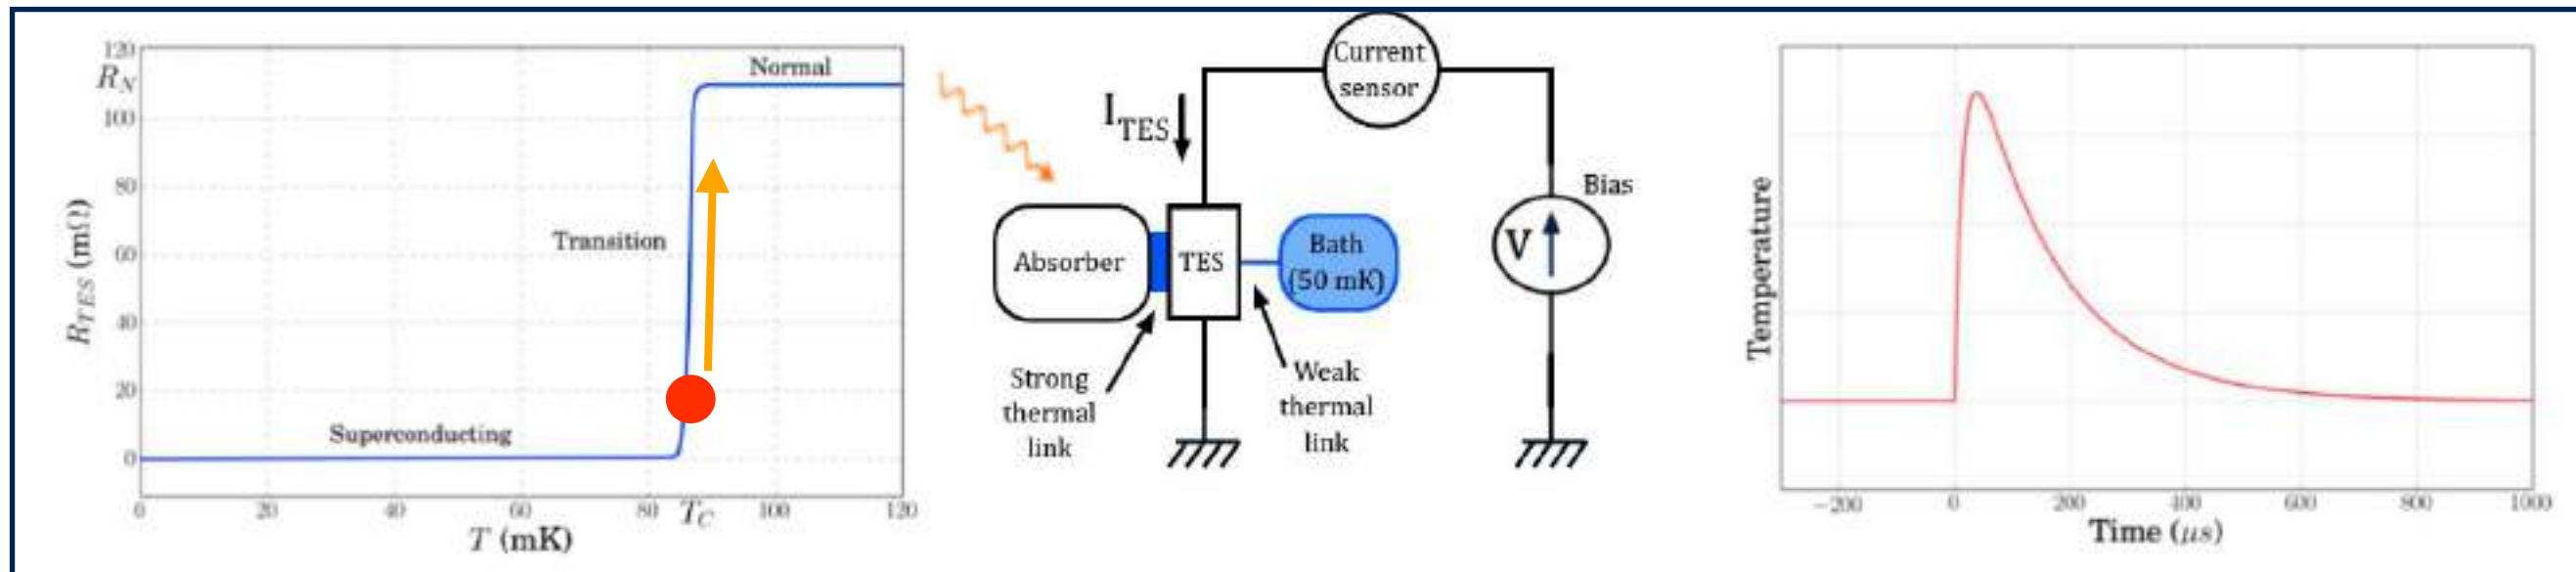 120
R_N
100
80
60
40
20
0
R_TES (mΩ)
Normal
Transition
Superconducting
0 20 40 60 80 T_C 100 120
T (mK)
Current
sensor
I_TES
Bias
V
Absorber
TES
Bath
(50 mK)
Strong
thermal
link
Weak
thermal
link
Temperature
−200 0 200 400 600 800 1000
Time (μs)